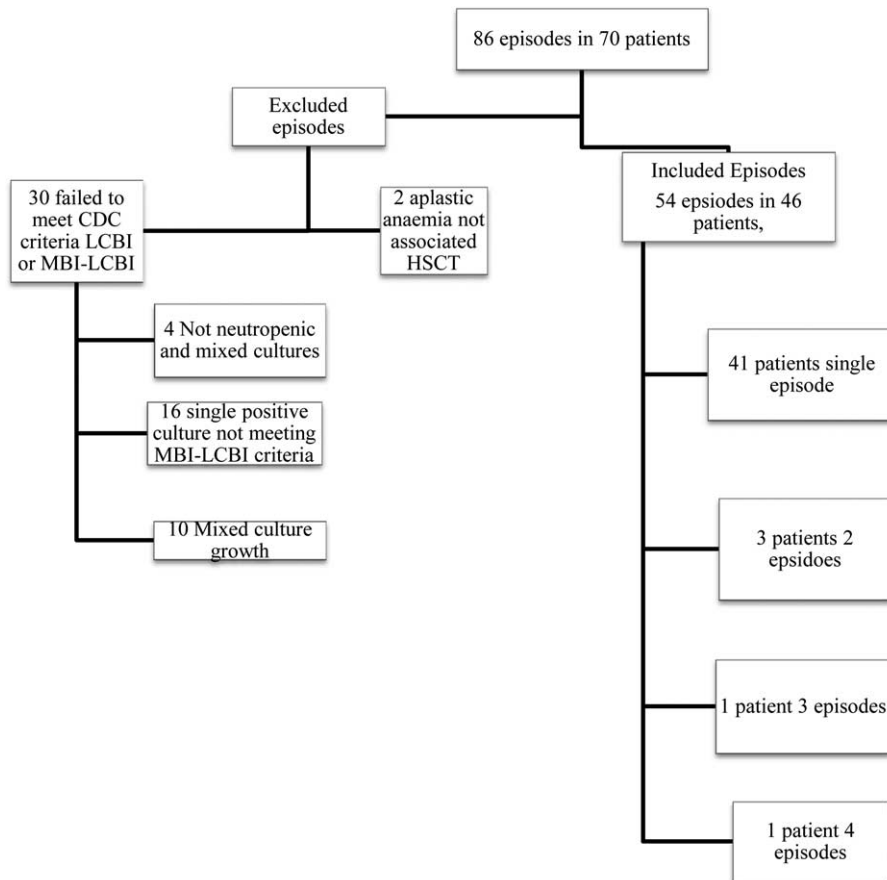 86 episodes in 70 patients
Excluded
episodes
Included Episodes
54 epsiodes in 46
patients,
30 failed to
meet CDC
criteria LCBI
or MBI-LCBI
2 aplastic
anaemia not
associated
HSCT
4 Not neutropenic
and mixed cultures
16 single positive
culture not meeting
MBI-LCBI criteria
10 Mixed culture
growth
41 patients single
episode
3 patients 2
epsidoes
1 patient 3 episodes
1 patient 4
episodes